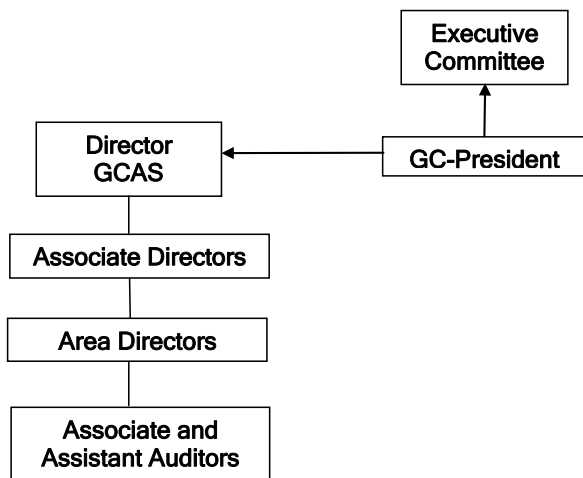 Executive
Committee
Director
GCAS
GC-President
Associate Directors
Area Directors
Associate and
Assistant Auditors